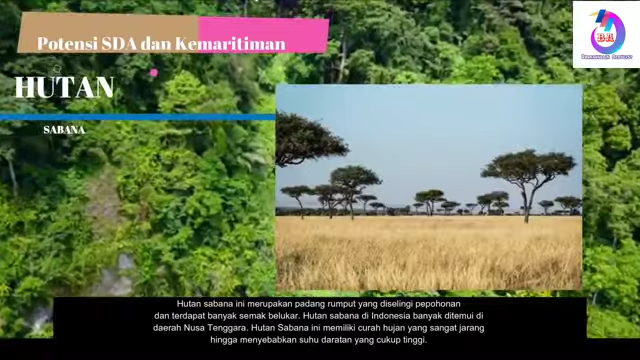 Potensi SDA dan Kemaritiman
HUTAN
SABANA
Hutan sabana ini merupakan padang rumput yang diselingi pepohonan
dan terdapat banyak semak belukar. Hutan sabana di Indonesia banyak ditemui di
daerah Nusa Tenggara. Hutan Sabana ini memiliki curah hujan yang sangat jarang
hingga menyebabkan suhu daratan yang cukup tinggi.